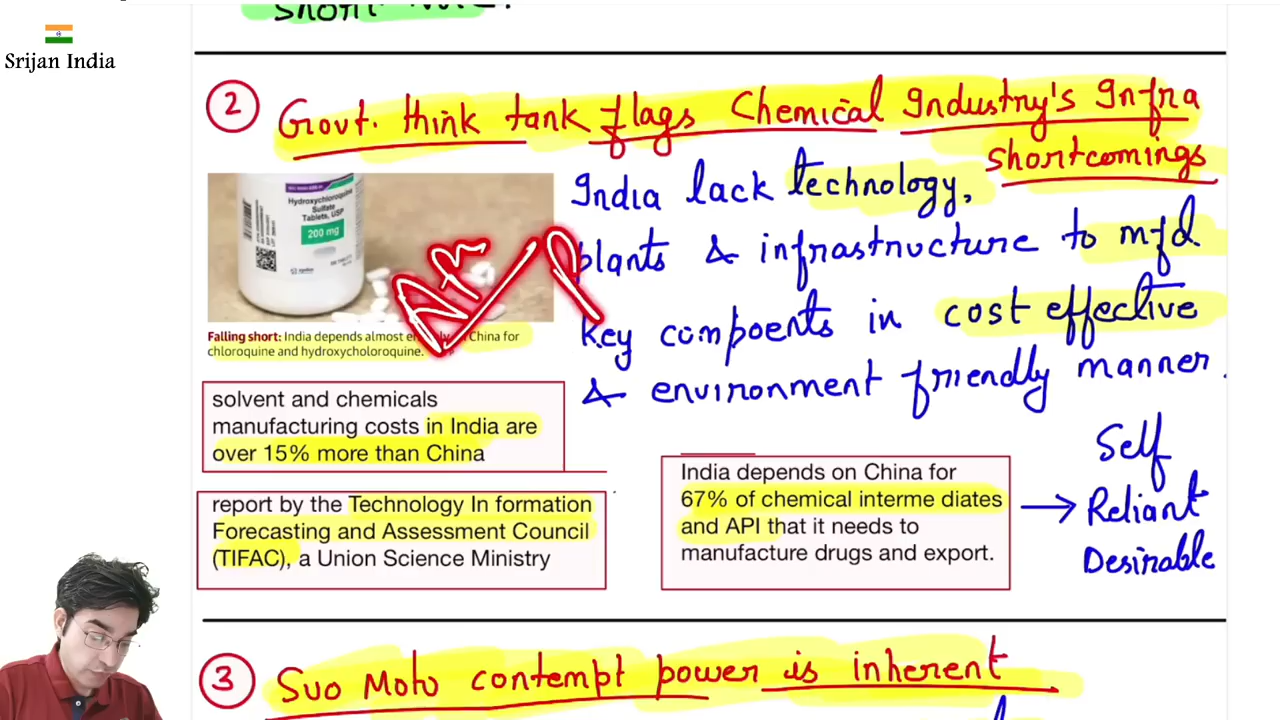 short note.
Srijan India
2 Govt. think tank flags Chemical Industry's Infra
shortcomings
India lack technology,
plants & infrastructure to mfd
Key compoents in cost effective
& environment friendly manner.
Hydroxychloroquine
Sulfate
Tablets, USP
200 mg
Falling short: India depends almost on China for
chloroquine and hydroxycholoroquine.
solvent and chemicals
manufacturing costs in India are
over 15% more than China
report by the Technology In formation
Forecasting and Assessment Council
(TIFAC), a Union Science Ministry
India depends on China for
67% of chemical interme diates
and API that it needs to
manufacture drugs and export.
→ Self
Reliant
Desirable
3 Suo Moto contempt power is inherent